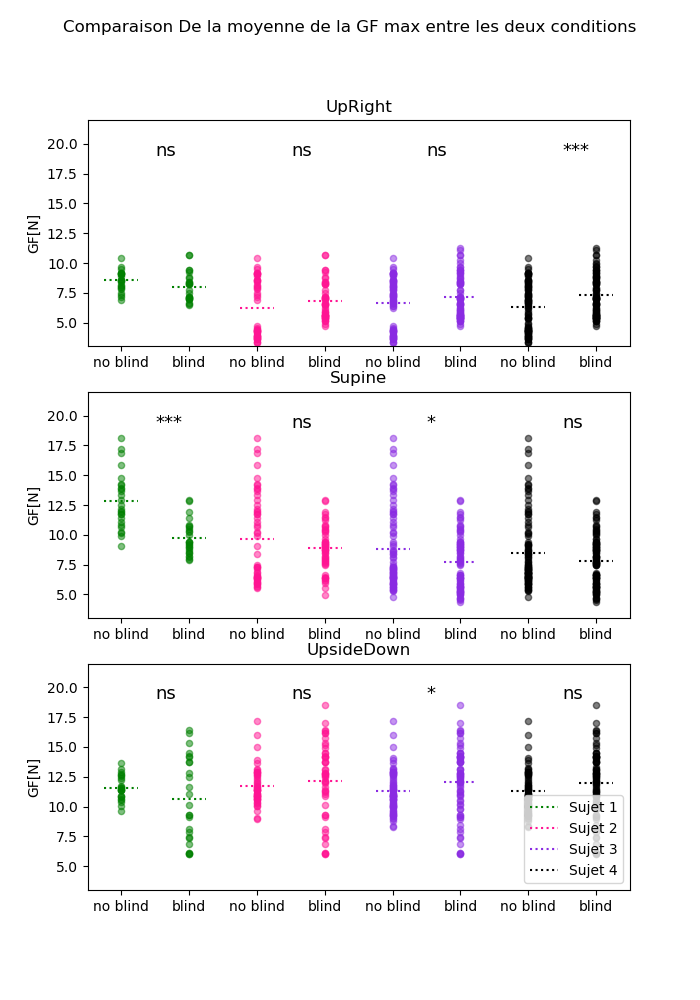 Comparaison De la moyenne de la GF max entre les deux conditions
UpRight
20.0
17.5
15.0
12.5
10.0
7.5
5.0
GF[N]
ns ns ns ***
no blind blind no blind blind no blind blind no blind blind
Supine
20.0
17.5
15.0
12.5
10.0
7.5
5.0
GF[N]
*** ns * ns
no blind blind no blind blind no blind blind no blind blind
UpsideDown
20.0
17.5
15.0
12.5
10.0
7.5
5.0
GF[N]
ns ns * ns
Sujet 1
Sujet 2
Sujet 3
Sujet 4
no blind blind no blind blind no blind blind no blind blind